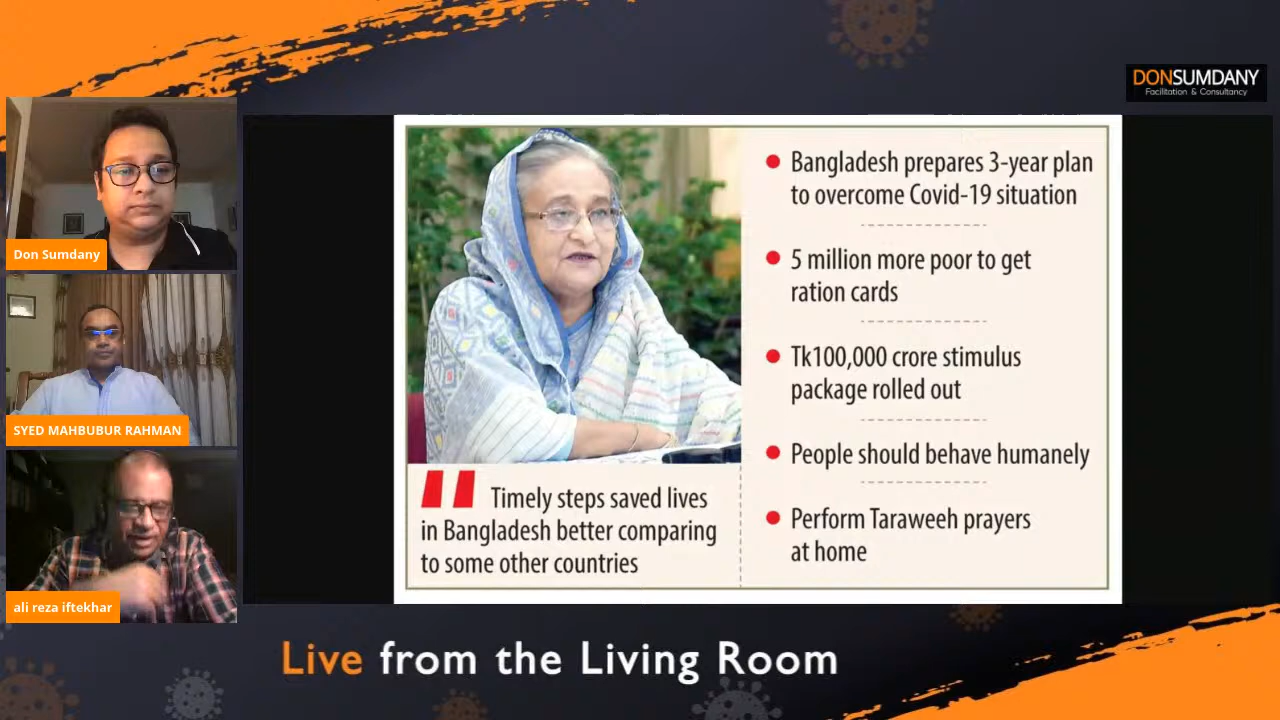 DONSUMDANY
Facilitation & Consultancy
Don Sumdany
SYED MAHBUBUR RAHMAN
ali reza iftekhar
Timely steps saved lives
in Bangladesh better comparing
to some other countries
Bangladesh prepares 3-year plan
to overcome Covid-19 situation
5 million more poor to get
ration cards
Tk100,000 crore stimulus
package rolled out
People should behave humanely
Perform Taraweeh prayers
at home
Live from the Living Room